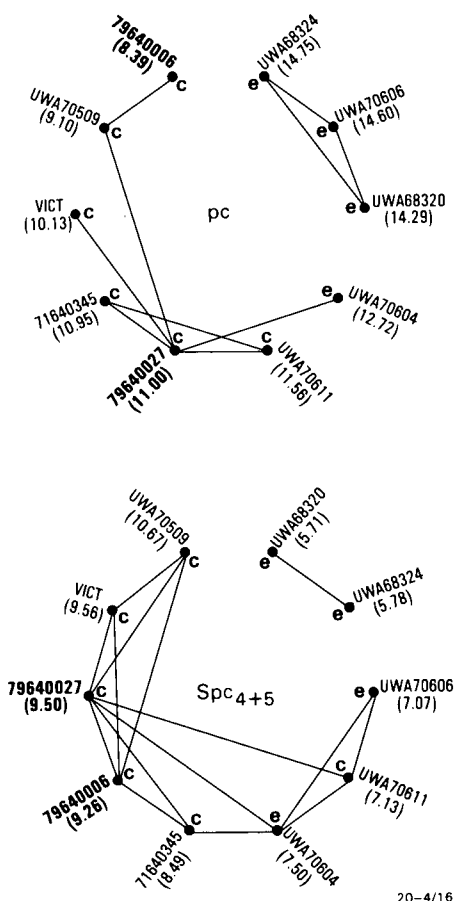 79640006
(8.39)
c
UWA68324
(14.75)
e
UWA70509
(9.10)
c
UWA70606
(14.60)
e
VICT
(10.13)
c
pc
UWA68320
(14.29)
e
71640345
(10.95)
c
UWA70604
(12.72)
e
79640027
(11.00)
c
UWA70611
(11.56)
c
UWA70509
(10.67)
c
UWA68320
(5.71)
e
VICT
(9.56)
c
UWA68324
(5.78)
e
79640027
(9.50)
c
Spc4+5
UWA70606
(7.07)
e
79640006
(9.26)
c
UWA70611
(7.13)
c
71640345
(8.49)
c
UWA70604
(7.50)
e
20-4/16